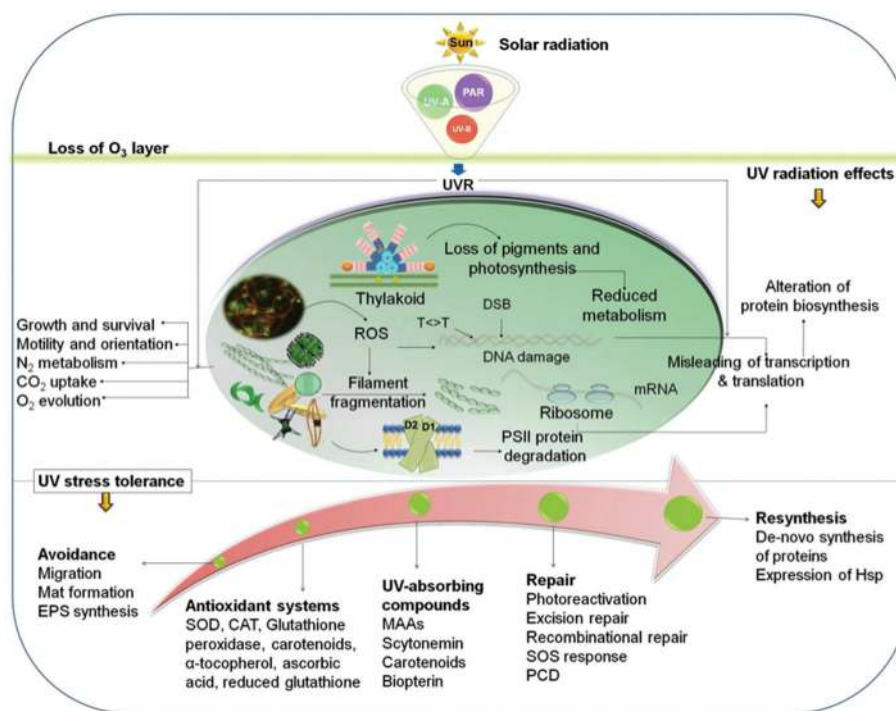 Sun
Solar radiation
UV-A
PAR
UV-B
Loss of O₃ layer
UVR
UV radiation effects
Loss of pigments and
photosynthesis
Thylakoid
Reduced
metabolism
Alteration of
protein biosynthesis
Growth and survival
Motility and orientation
N₂ metabolism
CO₂ uptake
O₂ evolution
ROS
T<>T
DSB
DNA damage
Misleading of transcription
& translation
Filament
fragmentation
mRNA
Ribosome
D2
D1
PSII protein
degradation
UV stress tolerance
Avoidance
Migration
Mat formation
EPS synthesis
Antioxidant systems
SOD, CAT, Glutathione
peroxidase, carotenoids,
α-tocopherol, ascorbic
acid, reduced glutathione
UV-absorbing
compounds
MAAs
Scytonemin
Carotenoids
Biopterin
Repair
Photoreactivation
Excision repair
Recombinational repair
SOS response
PCD
Resynthesis
De-novo synthesis
of proteins
Expression of Hsp